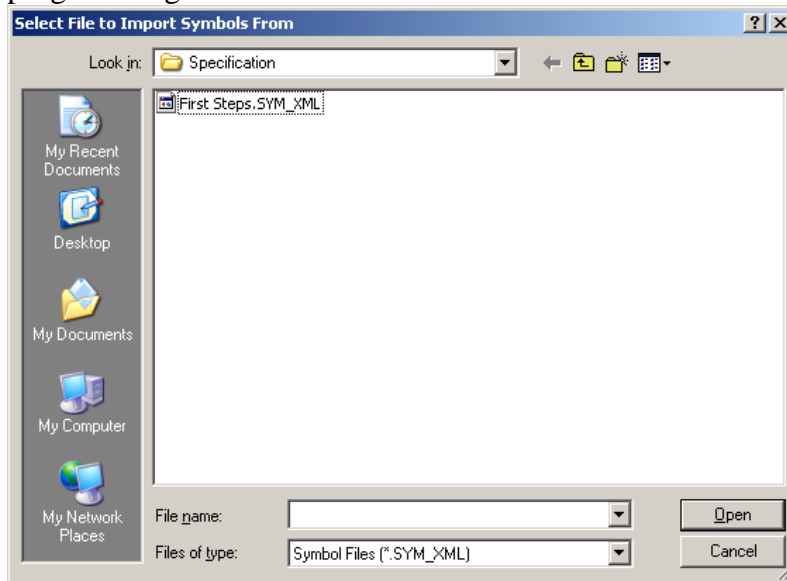 Select File to Import Symbols From
Look in: Specification
First Steps.SYM_XML
My Recent
Documents
Desktop
My Documents
My Computer
My Network
Places
File name:
Open
Files of type: Symbol Files (*.SYM_XML)
Cancel